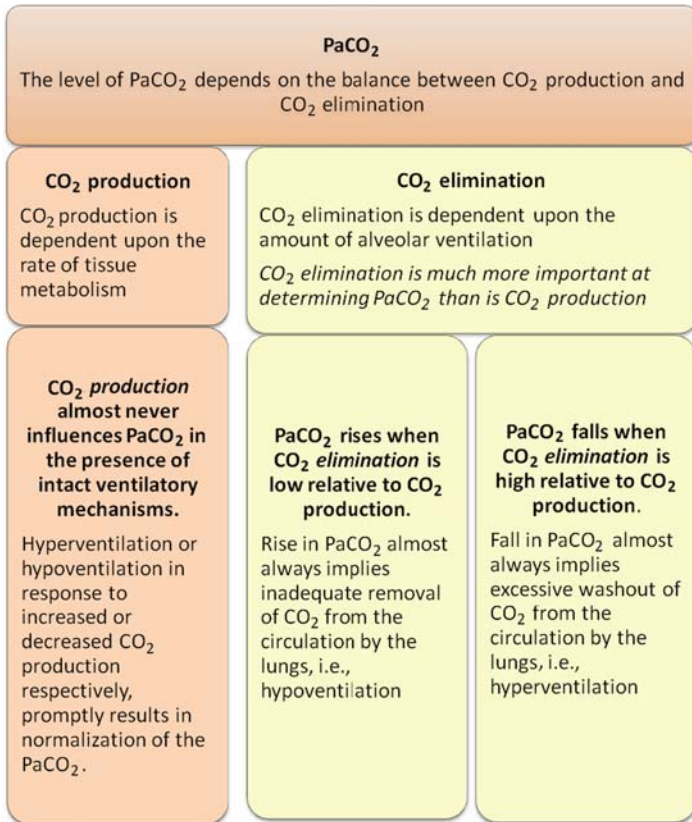 PaCO₂
The level of PaCO₂ depends on the balance between CO₂ production and
CO₂ elimination
CO₂ production
CO₂ production is
dependent upon the
rate of tissue
metabolism
CO₂ elimination
CO₂ elimination is dependent upon the
amount of alveolar ventilation
CO₂ elimination is much more important at
determining PaCO₂ than is CO₂ production
CO₂ production
almost never
influences PaCO₂ in
the presence of
intact ventilatory
mechanisms.
Hyperventilation or
hypoventilation in
response to
increased or
decreased CO₂
production
respectively,
promptly results in
normalization of the
PaCO₂.
PaCO₂ rises when
CO₂ elimination is
low relative to CO₂
production.
Rise in PaCO₂ almost
always implies
inadequate removal
of CO₂ from the
circulation by the
lungs, i.e.,
hypoventilation
PaCO₂ falls when
CO₂ elimination is
high relative to CO₂
production.
Fall in PaCO₂ almost
always implies
excessive washout of
CO₂ from the
circulation by the
lungs, i.e.,
hyperventilation